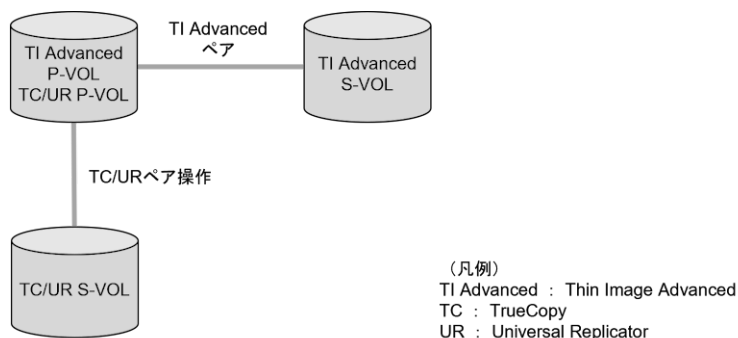 TI Advanced
P-VOL
TC/UR P-VOL
TI Advanced
ペア
TI Advanced
S-VOL
TC/URペア操作
TC/UR S-VOL
（凡例）
TI Advanced ： Thin Image Advanced
TC ： TrueCopy
UR ： Universal Replicator